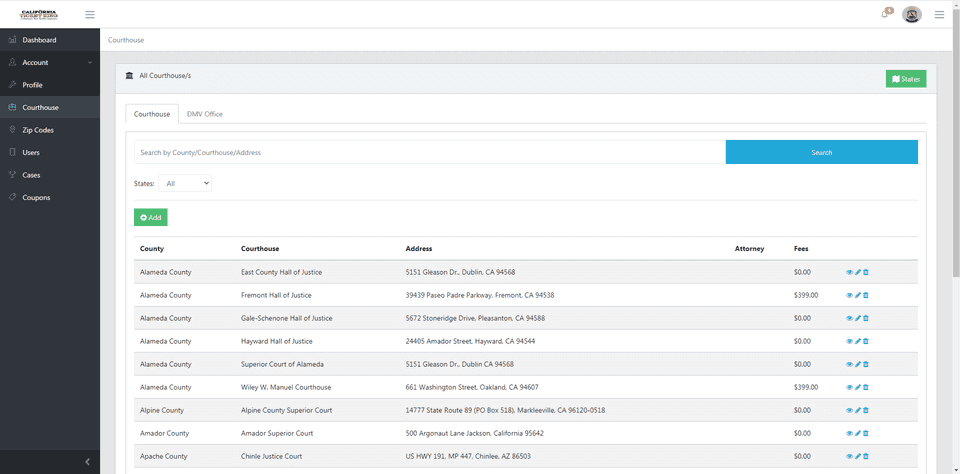 CALIFORNIA
TICKET KING
Courthouse
Dashboard
Account
Profile
Courthouse
Zip Codes
Users
Cases
Coupons
All Courthouse/s
States
Courthouse DMV Office
Search by County/Courthouse/Address Search
States: All
Add
County Courthouse Address Attorney Fees
Alameda County East County Hall of Justice 5151 Gleason Dr., Dublin, CA 94568 $0.00
Alameda County Fremont Hall of Justice 39439 Paseo Padre Parkway, Fremont, CA 94538 $399.00
Alameda County Gale-Schenone Hall of Justice 5672 Stoneridge Drive, Pleasanton, CA 94588 $0.00
Alameda County Hayward Hall of Justice 24405 Amador Street, Hayward, CA 94544 $0.00
Alameda County Superior Court of Alameda 5151 Gleason Dr., Dublin CA 94568 $0.00
Alameda County Wiley W. Manuel Courthouse 661 Washington Street, Oakland, CA 94607 $399.00
Alpine County Alpine County Superior Court 14777 State Route 89 (PO Box 518), Markleeville, CA 96120-0518 $0.00
Amador County Amador Superior Court 500 Argonaut Lane Jackson, California 95642 $0.00
Apache County Chinle Justice Court US HWY 191, MP 447, Chinlee, AZ 86503 $0.00